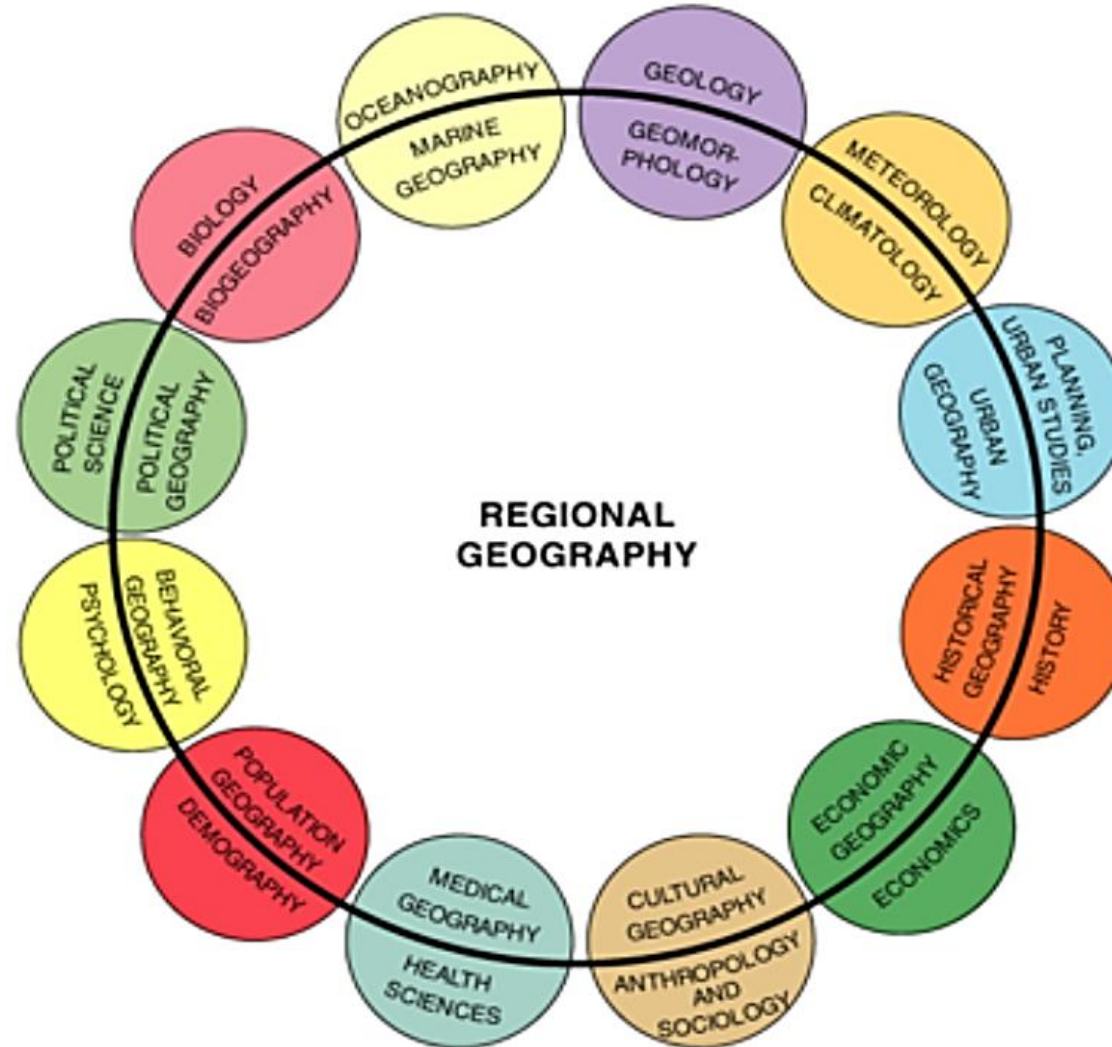 OCEANOGRAPHY
MARINE
GEOGRAPHY
GEOLOGY
GEOMOR-
PHOLOGY
METEOROLOGY
CLIMATOLOGY
PLANNING,
URBAN STUDIES
URBAN
GEOGRAPHY
HISTORICAL
GEOGRAPHY
HISTORY
ECONOMIC
GEOGRAPHY
ECONOMICS
CULTURAL
GEOGRAPHY
ANTHROPOLOGY
AND
SOCIOLOGY
MEDICAL
GEOGRAPHY
HEALTH
SCIENCES
POPULATION
GEOGRAPHY
DEMOGRAPHY
BEHAVIORAL
GEOGRAPHY
PSYCHOLOGY
POLITICAL
SCIENCE
POLITICAL
GEOGRAPHY
BIOLOGY
BIOGEOGRAPHY
REGIONAL
GEOGRAPHY